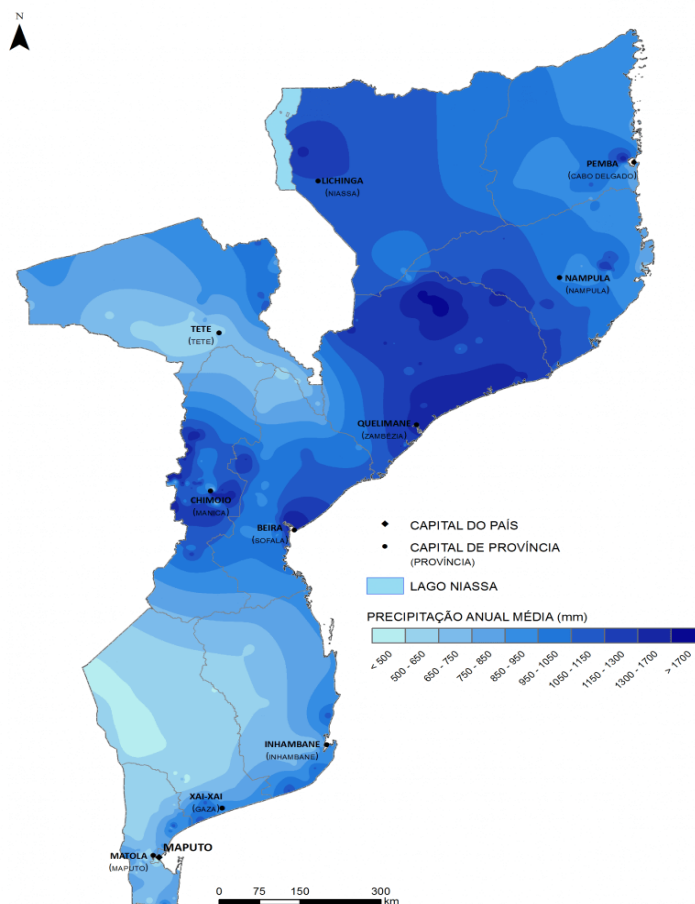 N
LICHINGA
(NIASSA)
PEMBA
(CABO DELGADO)
NAMPULA
(NAMPULA)
TETE
(TETE)
QUELIMANE
(ZAMBÉZIA)
CHIMOIO
(MANICA)
BEIRA
(SOFALA)
CAPITAL DO PAÍS
CAPITAL DE PROVÍNCIA
(PROVÍNCIA)
LAGO NIASSA
PRECIPITAÇÃO ANUAL MÉDIA (mm)
< 500
500 - 650
650 - 750
750 - 850
850 - 950
950 - 1050
1050 - 1150
1150 - 1300
1300 - 1700
> 1700
INHAMBANE
(INHAMBANE)
XAI-XAI
(GAZA)
MAPUTO
MATOLA
(MAPUTO)
0 75 150 300
km